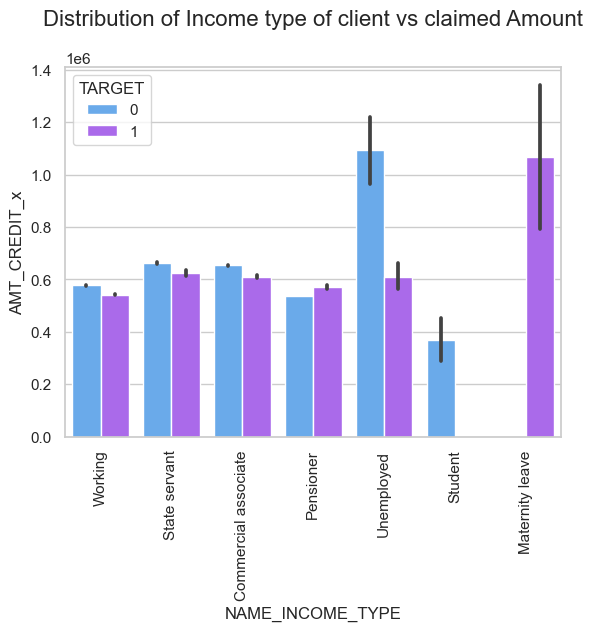 Distribution of Income type of client vs claimed Amount
1e6
1.4
1.2
1.0
0.8
0.6
0.4
0.2
0.0
AMT_CREDIT_x
TARGET
0
1
Working
State servant
Commercial associate
Pensioner
Unemployed
Student
Maternity leave
NAME_INCOME_TYPE